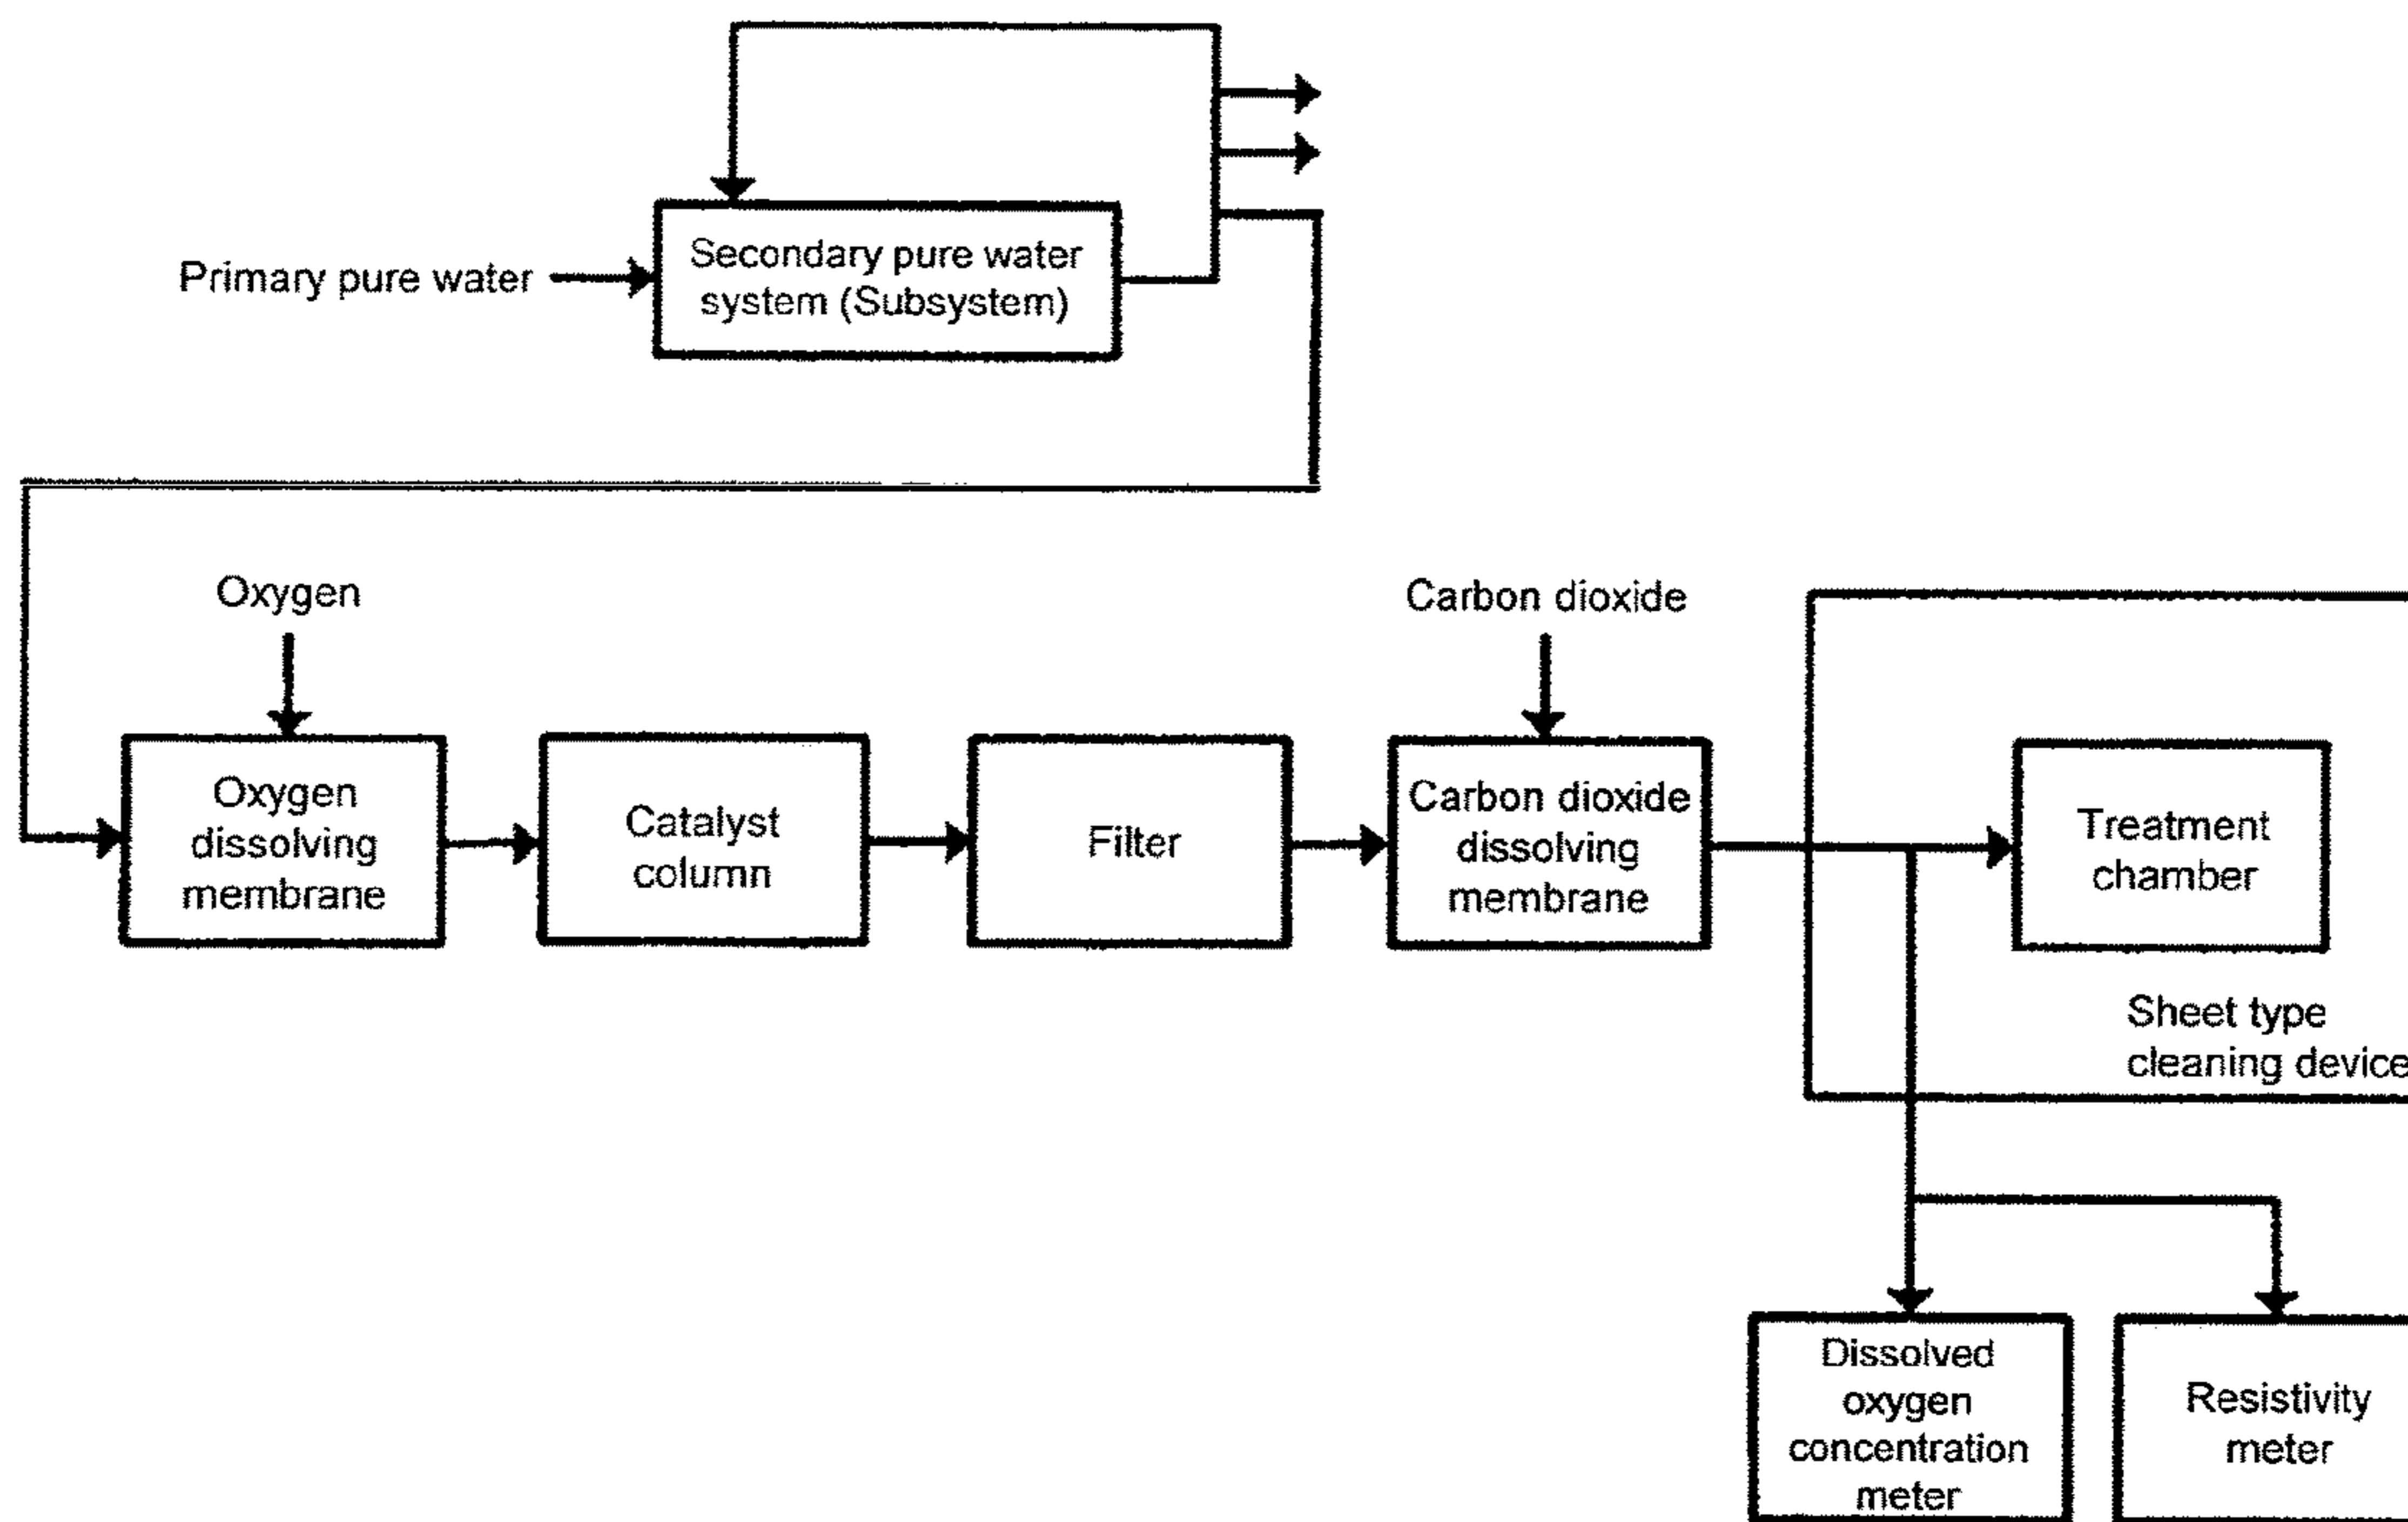 Primary pure water
Secondary pure water
system (Subsystem)
Oxygen
Carbon dioxide
Oxygen
dissolving
membrane
Catalyst
column
Filter
Carbon dioxide
dissolving
membrane
Treatment
chamber
Sheet type
cleaning device
Dissolved
oxygen
concentration
meter
Resistivity
meter